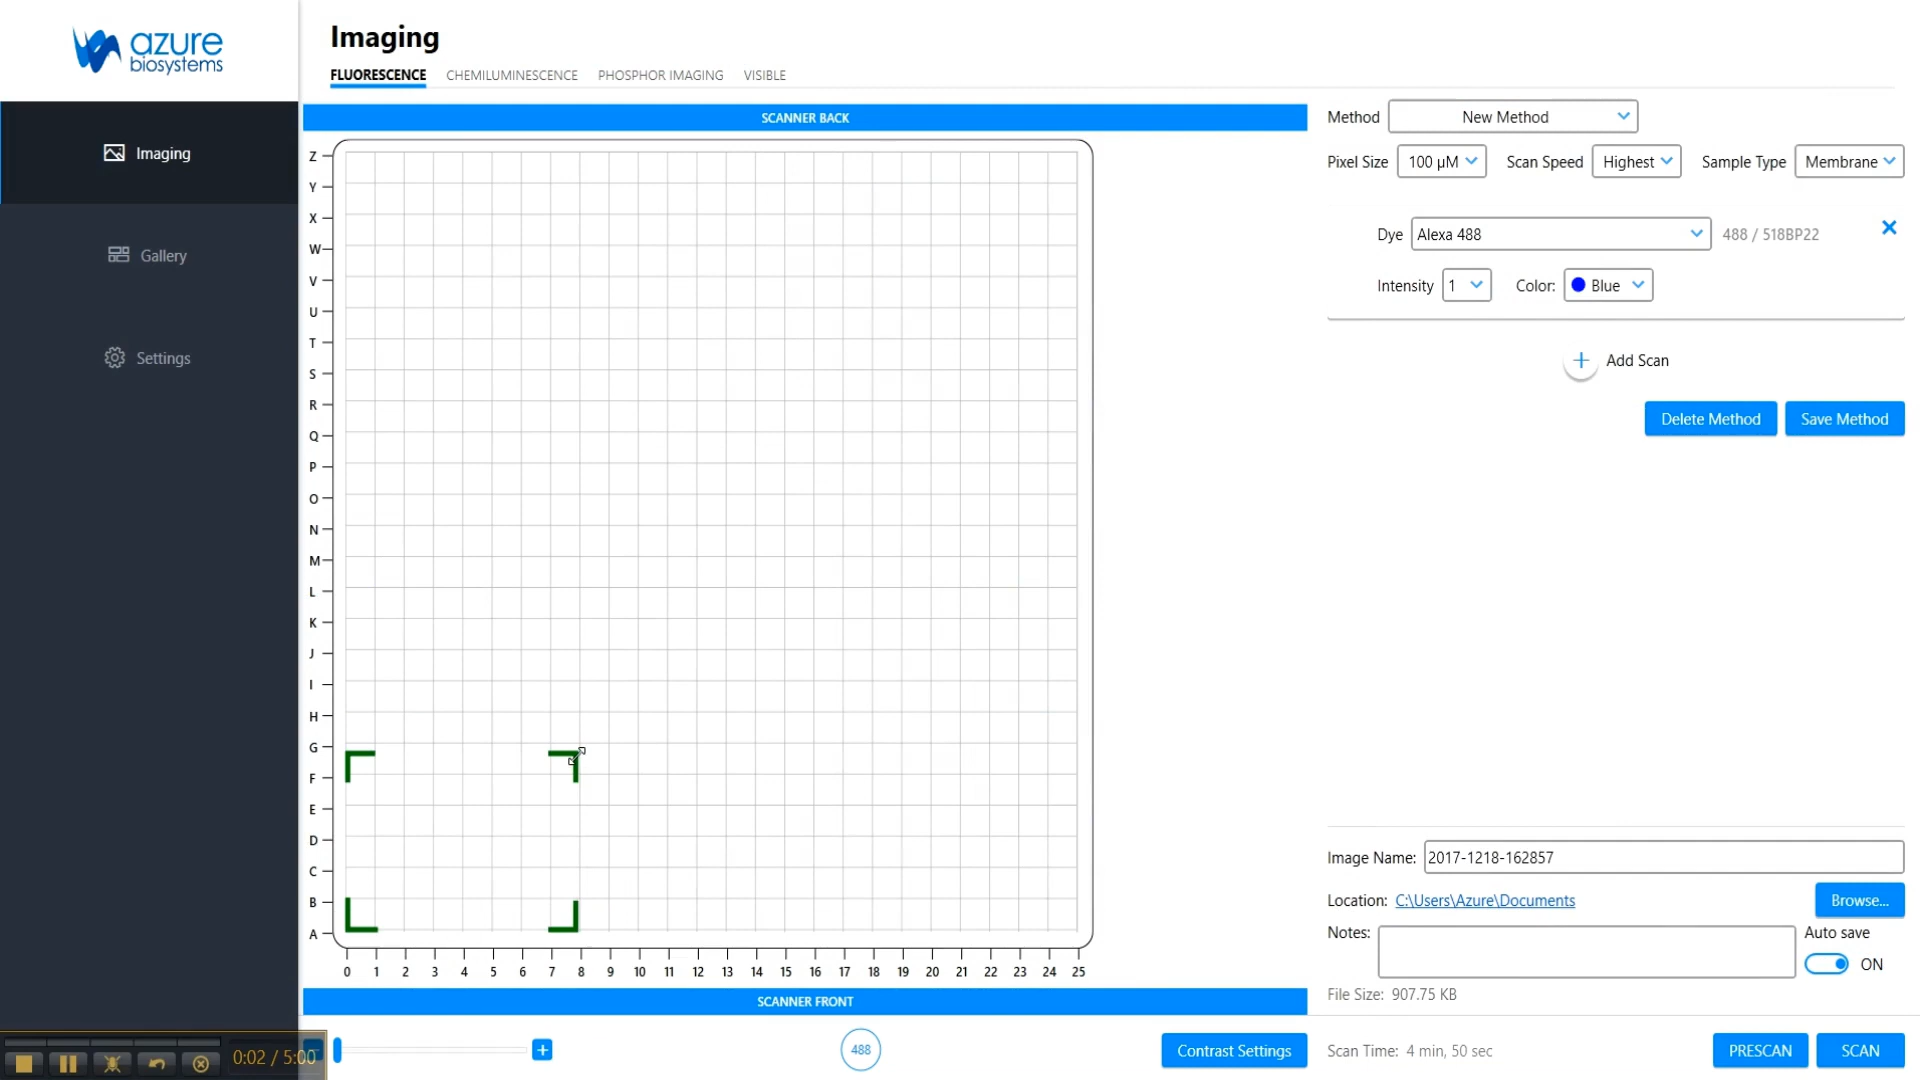 azure
biosystems
Imaging
Gallery
Settings
Imaging
FLUORESCENCE CHEMILUMINESCENCE PHOSPHOR IMAGING VISIBLE
SCANNER BACK
Z
Y
X
W
V
U
T
S
R
Q
P
O
N
M
L
K
J
I
H
G
F
E
D
C
B
A
0 1 2 3 4 5 6 7 8 9 10 11 12 13 14 15 16 17 18 19 20 21 22 23 24 25
SCANNER FRONT
488
Contrast Settings
0:02 / 5:00
Method New Method
Pixel Size 100 µM Scan Speed Highest Sample Type Membrane
Dye Alexa 488 488 / 518BP22
Intensity 1 Color: Blue
Add Scan
Delete Method Save Method
Image Name: 2017-1218-162857
Location: C:\Users\Azure\Documents Browse...
Notes: Auto save
ON
File Size: 907.75 KB
Scan Time: 4 min, 50 sec PRESCAN SCAN